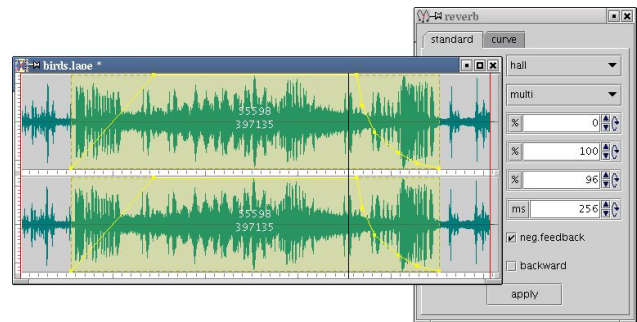 reverb
standard curve
birds.laoe *
hall
multi
% 0
% 100
% 96
ms 256
neg.feedback
backward
apply
55598
397135
55598
397135